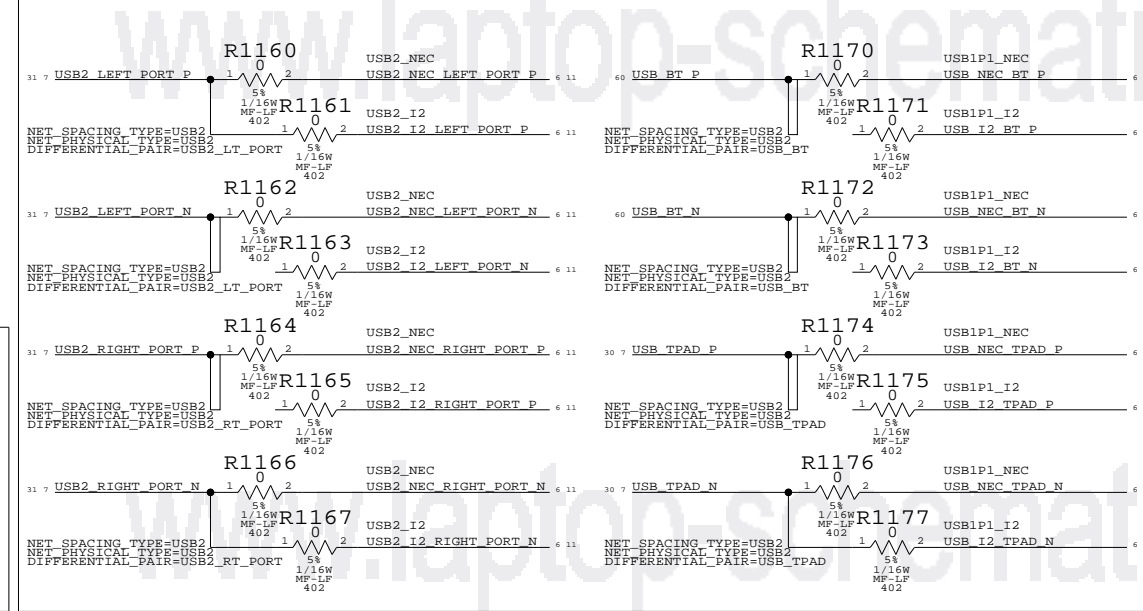 www.laptop-schemati
R1160
0
USB2_NEC
31 7 USB2_LEFT_PORT_P 1 2 USB2_NEC_LEFT_PORT_P 6 11
5%
1/16W
MF-LF
402
R1161
0
USB2_I2
1 2 USB2_I2_LEFT_PORT_P 6 11
5%
1/16W
MF-LF
402
NET_SPACING_TYPE=USB2
NET_PHYSICAL_TYPE=USB2
DIFFERENTIAL_PAIR=USB2_LT_PORT
R1162
0
USB2_NEC
31 7 USB2_LEFT_PORT_N 1 2 USB2_NEC_LEFT_PORT_N 6 11
5%
1/16W
MF-LF
402
R1163
0
USB2_I2
1 2 USB2_I2_LEFT_PORT_N 6 11
5%
1/16W
MF-LF
402
NET_SPACING_TYPE=USB2
NET_PHYSICAL_TYPE=USB2
DIFFERENTIAL_PAIR=USB2_LT_PORT
R1164
0
USB2_NEC
31 7 USB2_RIGHT_PORT_P 1 2 USB2_NEC_RIGHT_PORT_P 6 11
5%
1/16W
MF-LF
402
R1165
0
USB2_I2
1 2 USB2_I2_RIGHT_PORT_P 6 11
5%
1/16W
MF-LF
402
NET_SPACING_TYPE=USB2
NET_PHYSICAL_TYPE=USB2
DIFFERENTIAL_PAIR=USB2_RT_PORT
R1166
0
USB2_NEC
31 7 USB2_RIGHT_PORT_N 1 2 USB2_NEC_RIGHT_PORT_N 6 11
5%
1/16W
MF-LF
402
R1167
0
USB2_I2
1 2 USB2_I2_RIGHT_PORT_N 6 11
5%
1/16W
MF-LF
402
NET_SPACING_TYPE=USB2
NET_PHYSICAL_TYPE=USB2
DIFFERENTIAL_PAIR=USB2_RT_PORT
R1170
0
USB1P1_NEC
60 USB_BT_P 1 2 USB_NEC_BT_P 6
5%
1/16W
MF-LF
402
R1171
0
USB1P1_I2
1 2 USB_I2_BT_P 6
5%
1/16W
MF-LF
402
NET_SPACING_TYPE=USB2
NET_PHYSICAL_TYPE=USB2
DIFFERENTIAL_PAIR=USB_BT
R1172
0
USB1P1_NEC
60 USB_BT_N 1 2 USB_NEC_BT_N 6
5%
1/16W
MF-LF
402
R1173
0
USB1P1_I2
1 2 USB_I2_BT_N 6
5%
1/16W
MF-LF
402
NET_SPACING_TYPE=USB2
NET_PHYSICAL_TYPE=USB2
DIFFERENTIAL_PAIR=USB_BT
R1174
0
USB1P1_NEC
30 7 USB_TPAD_P 1 2 USB_NEC_TPAD_P 6
5%
1/16W
MF-LF
402
R1175
0
USB1P1_I2
1 2 USB_I2_TPAD_P 6
5%
1/16W
MF-LF
402
NET_SPACING_TYPE=USB2
NET_PHYSICAL_TYPE=USB2
DIFFERENTIAL_PAIR=USB_TPAD
R1176
0
USB1P1_NEC
30 7 USB_TPAD_N 1 2 USB_NEC_TPAD_N 6
5%
1/16W
MF-LF
402
R1177
0
USB1P1_I2
1 2 USB_I2_TPAD_N 6
5%
1/16W
MF-LF
402
NET_SPACING_TYPE=USB2
NET_PHYSICAL_TYPE=USB2
DIFFERENTIAL_PAIR=USB_TPAD
www.laptop-schemati